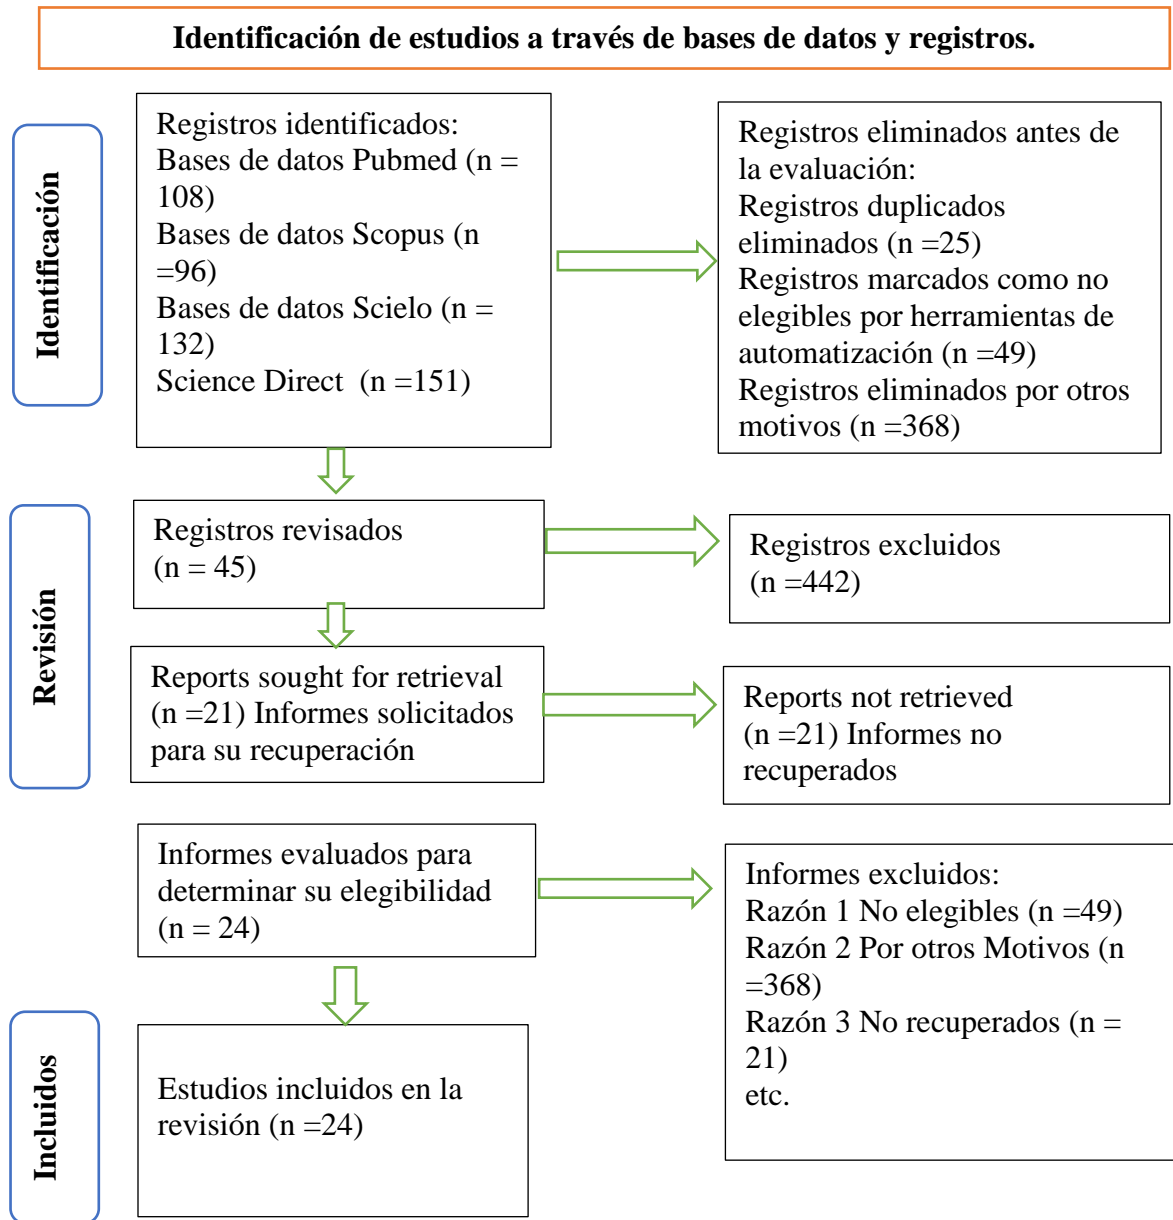 Identificación de estudios a través de bases de datos y registros.
Identificación
Registros identificados:
Bases de datos Pubmed (n =
108)
Bases de datos Scopus (n
=96)
Bases de datos Scielo (n =
132)
Science Direct  (n =151)
Registros eliminados antes de
la evaluación:
Registros duplicados
eliminados (n =25)
Registros marcados como no
elegibles por herramientas de
automatización (n =49)
Registros eliminados por otros
motivos (n =368)
Revisión
Registros revisados
(n = 45)
Registros excluidos
(n =442)
Reports sought for retrieval
(n =21) Informes solicitados
para su recuperación
Reports not retrieved
(n =21) Informes no
recuperados
Informes evaluados para
determinar su elegibilidad
(n = 24)
Informes excluidos:
Razón 1 No elegibles (n =49)
Razón 2 Por otros Motivos (n
=368)
Razón 3 No recuperados (n =
21)
etc.
Incluidos
Estudios incluidos en la
revisión (n =24)